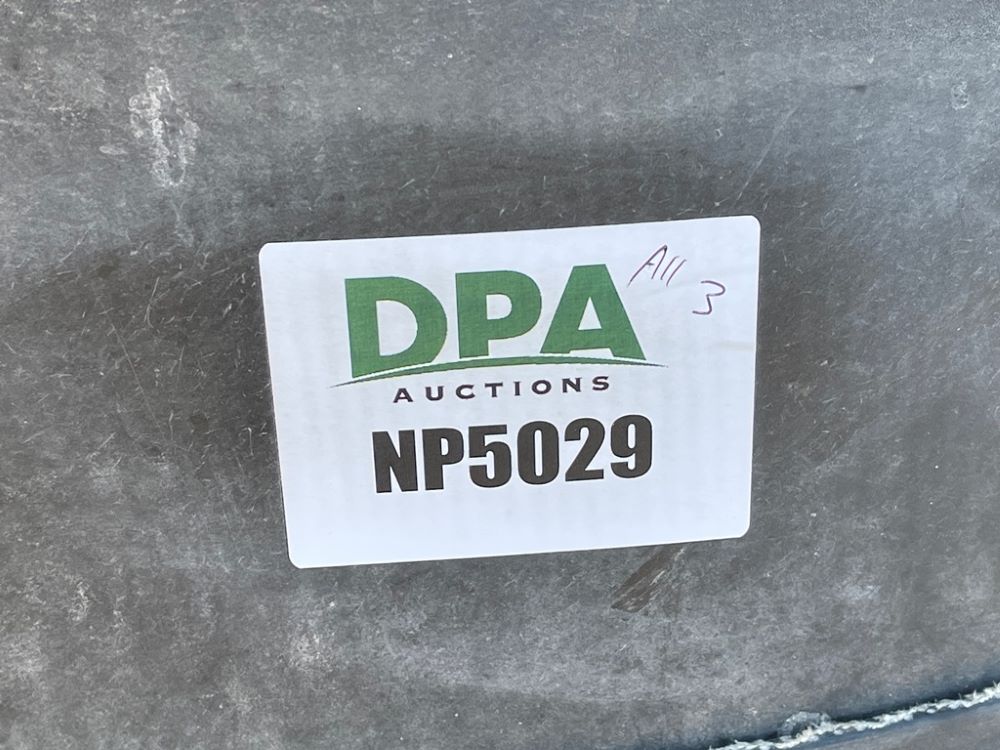 All
3
DPA
AUCTIONS
NP5029